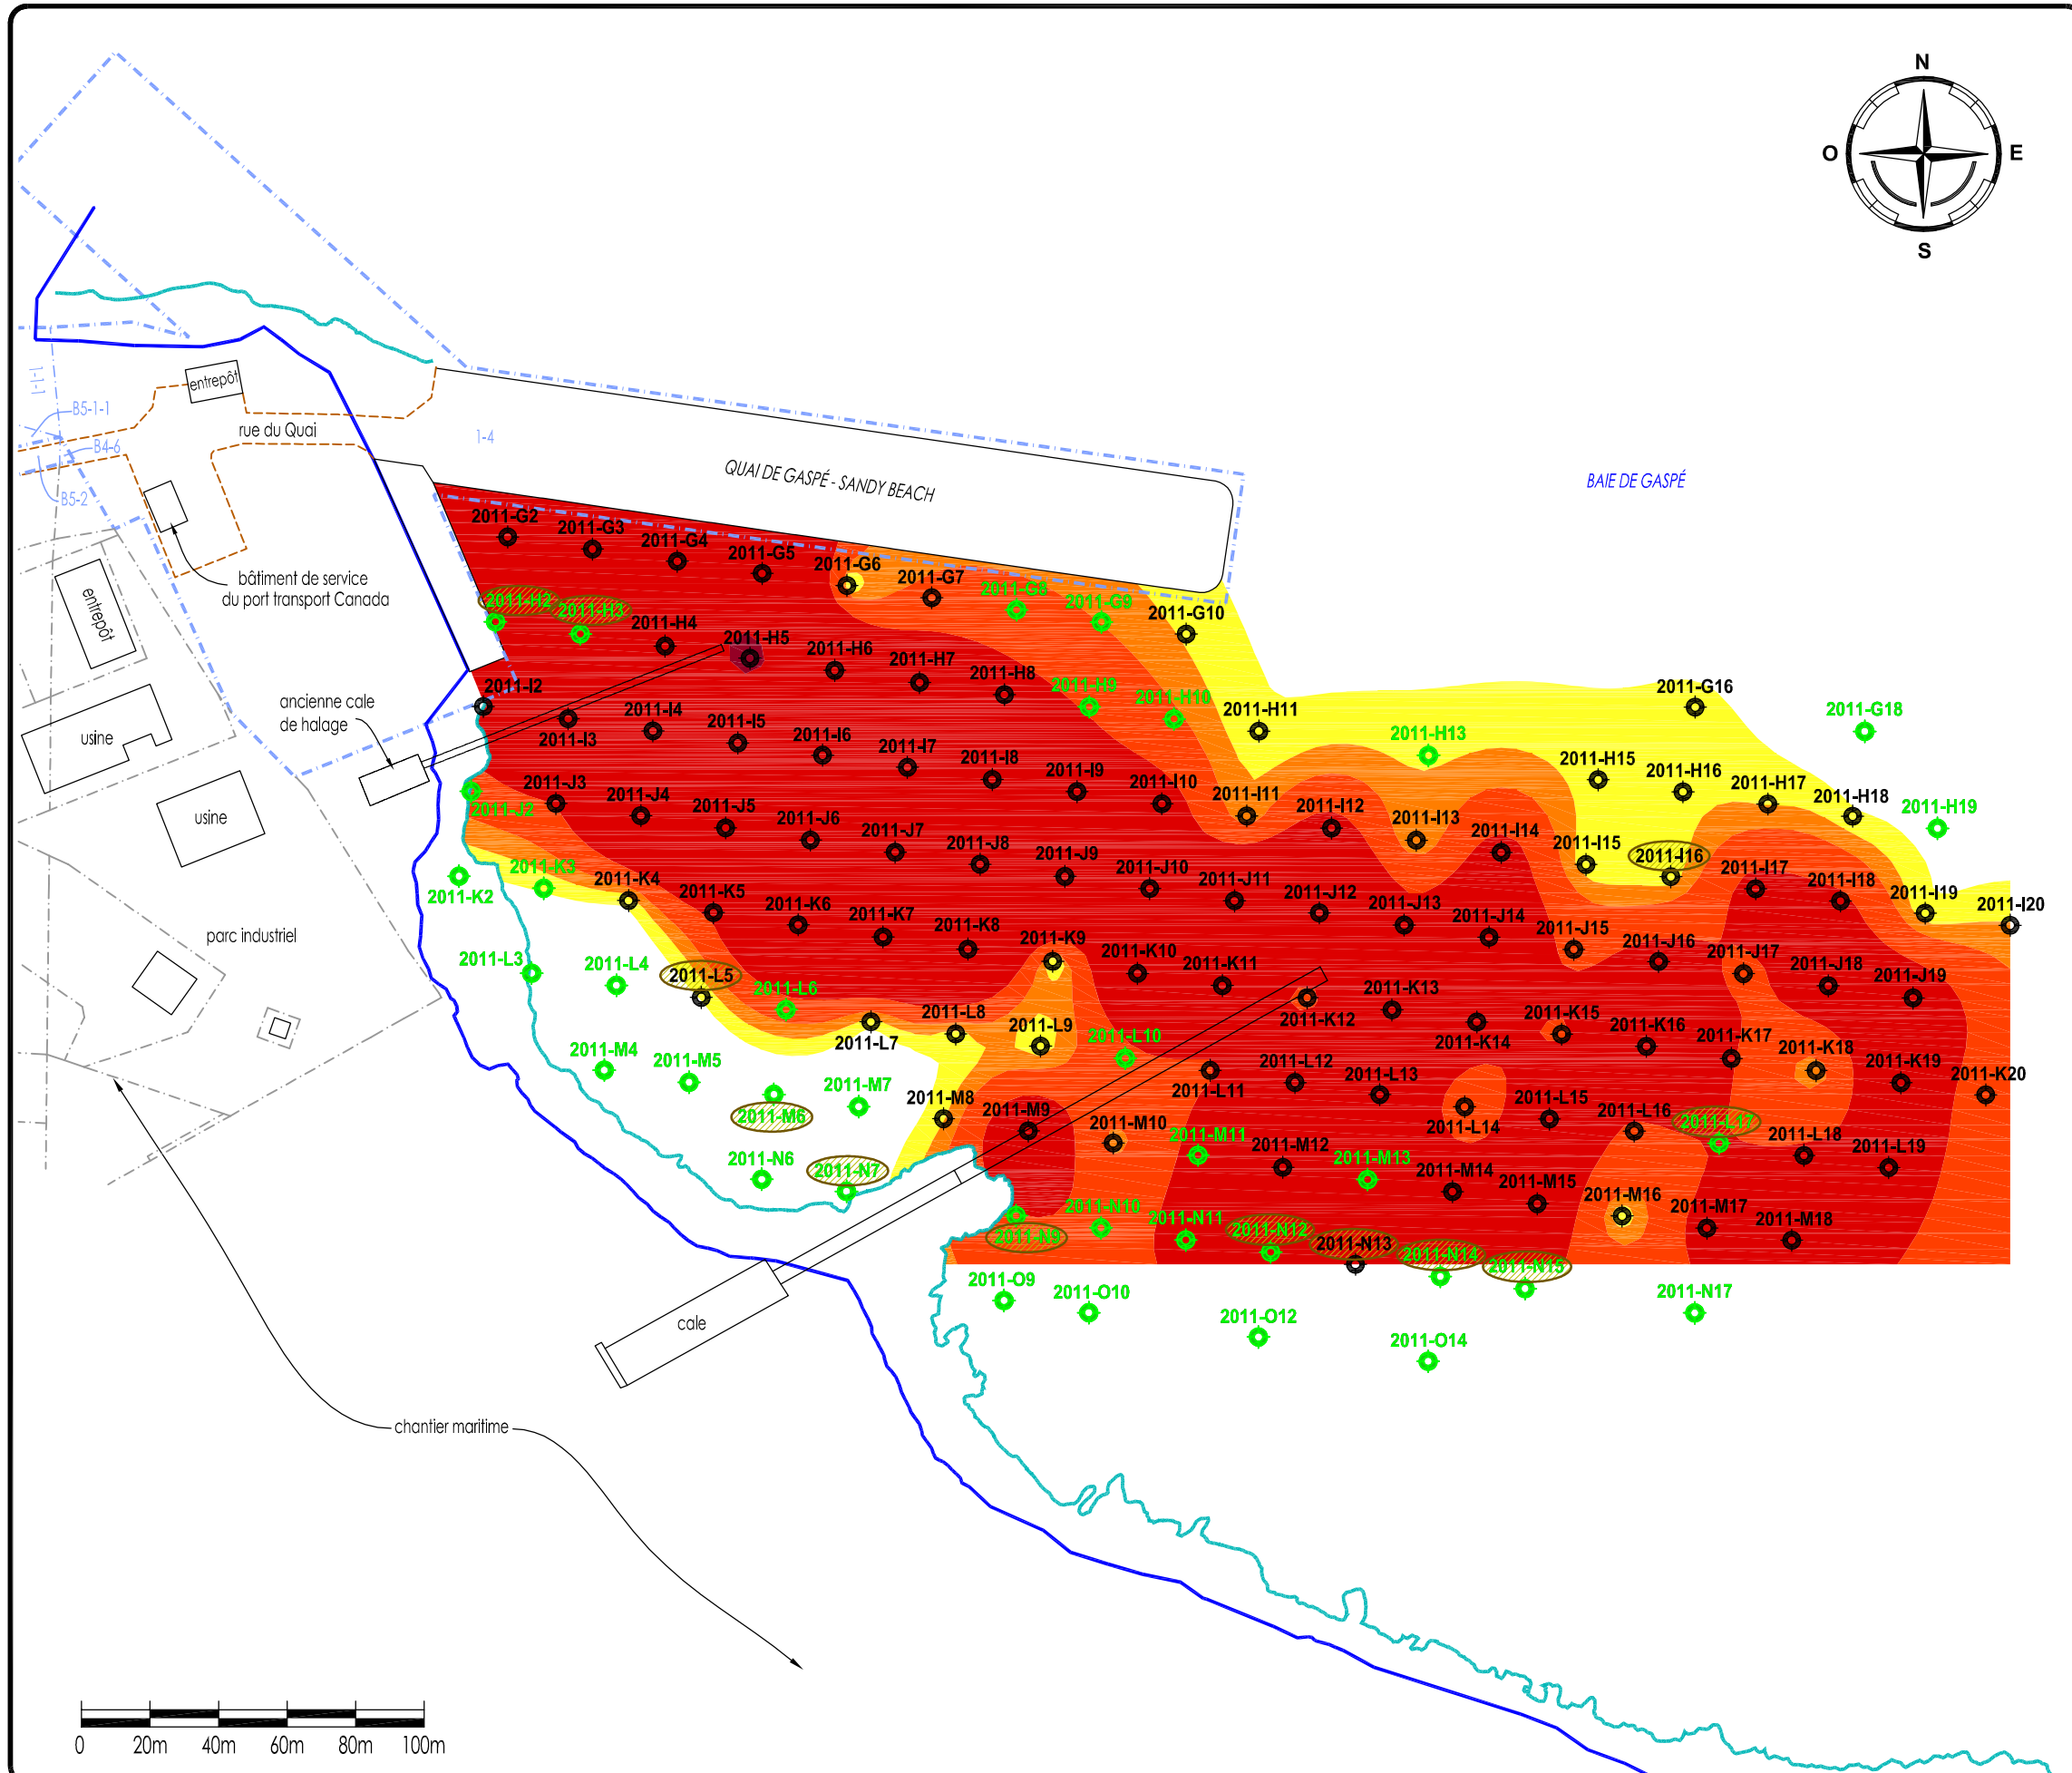 N
O
E
S
entrepôt
1-1-1
B5-1-1
rue du Quai
1-4
B4-6
QUAI DE GASPÉ - SANDY BEACH
BAIE DE GASPÉ
B5-2
bâtiment de service
du port transport Canada
entrepôt
ancienne cale
de halage
usine
usine
parc industriel
cale
chantier maritime
2011-G2
2011-G3
2011-G4
2011-G5
2011-G6
2011-G7
2011-G8
2011-G9
2011-G10
2011-G16
2011-G18
2011-H2
2011-H3
2011-H4
2011-H5
2011-H6
2011-H7
2011-H8
2011-H9
2011-H10
2011-H11
2011-H13
2011-H15
2011-H16
2011-H17
2011-H18
2011-H19
2011-I2
2011-I3
2011-I4
2011-I5
2011-I6
2011-I7
2011-I8
2011-I9
2011-I10
2011-I11
2011-I12
2011-I13
2011-I14
2011-I15
2011-I16
2011-I17
2011-I18
2011-I19
2011-I20
2011-J2
2011-J3
2011-J4
2011-J5
2011-J6
2011-J7
2011-J8
2011-J9
2011-J10
2011-J11
2011-J12
2011-J13
2011-J14
2011-J15
2011-J16
2011-J17
2011-J18
2011-J19
2011-K2
2011-K3
2011-K4
2011-K5
2011-K6
2011-K7
2011-K8
2011-K9
2011-K10
2011-K11
2011-K12
2011-K13
2011-K14
2011-K15
2011-K16
2011-K17
2011-K18
2011-K19
2011-K20
2011-L3
2011-L4
2011-L5
2011-L6
2011-L7
2011-L8
2011-L9
2011-L10
2011-L11
2011-L12
2011-L13
2011-L14
2011-L15
2011-L16
2011-L17
2011-L18
2011-L19
2011-M4
2011-M5
2011-M6
2011-M7
2011-M8
2011-M9
2011-M10
2011-M11
2011-M12
2011-M13
2011-M14
2011-M15
2011-M16
2011-M17
2011-M18
2011-N6
2011-N7
2011-N9
2011-N10
2011-N11
2011-N12
2011-N13
2011-N14
2011-N15
2011-N17
2011-O9
2011-O10
2011-O12
2011-O14
0 20m 40m 60m 80m 100m